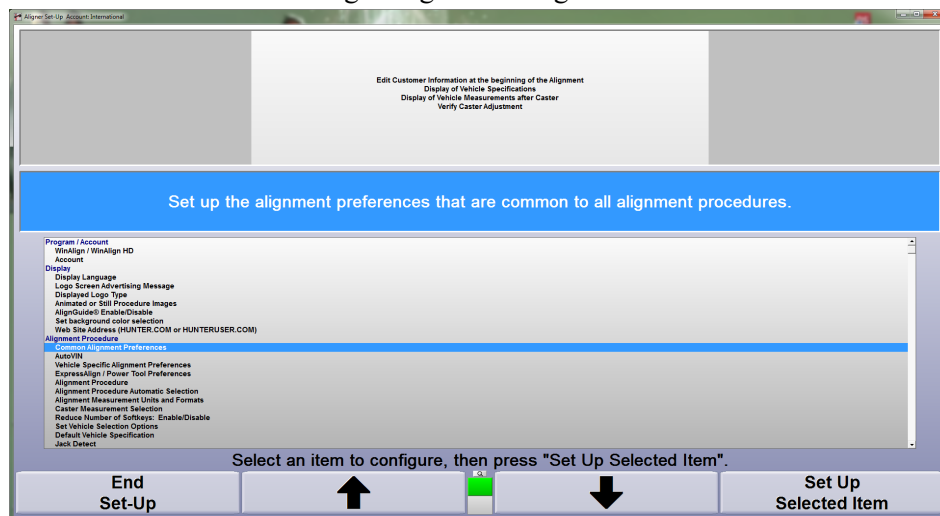 Aligner Set-Up Account: International
Edit Customer Information at the beginning of the Alignment
Display of Vehicle Specifications
Display of Vehicle Measurements after Caster
Verify Caster Adjustment
Set up the alignment preferences that are common to all alignment procedures.
Program / Account
WinAlign / WinAlign HD
Account
Display
Display Language
Logo Screen Advertising Message
Displayed Logo Type
Animated or Still Procedure Images
AlignGuide® Enable/Disable
Set background color selection
Web Site Address (HUNTER.COM or HUNTERUSER.COM)
Alignment Procedure
Common Alignment Preferences
AutoVIN
Vehicle Specific Alignment Preferences
ExpressAlign / Power Tool Preferences
Alignment Procedure
Alignment Procedure Automatic Selection
Alignment Measurement Units and Formats
Caster Measurement Selection
Reduce Number of Softkeys: Enable/Disable
Set Vehicle Selection Options
Default Vehicle Specification
Jack Detect
Select an item to configure, then press "Set Up Selected Item".
End
Set-Up
Set Up
Selected Item